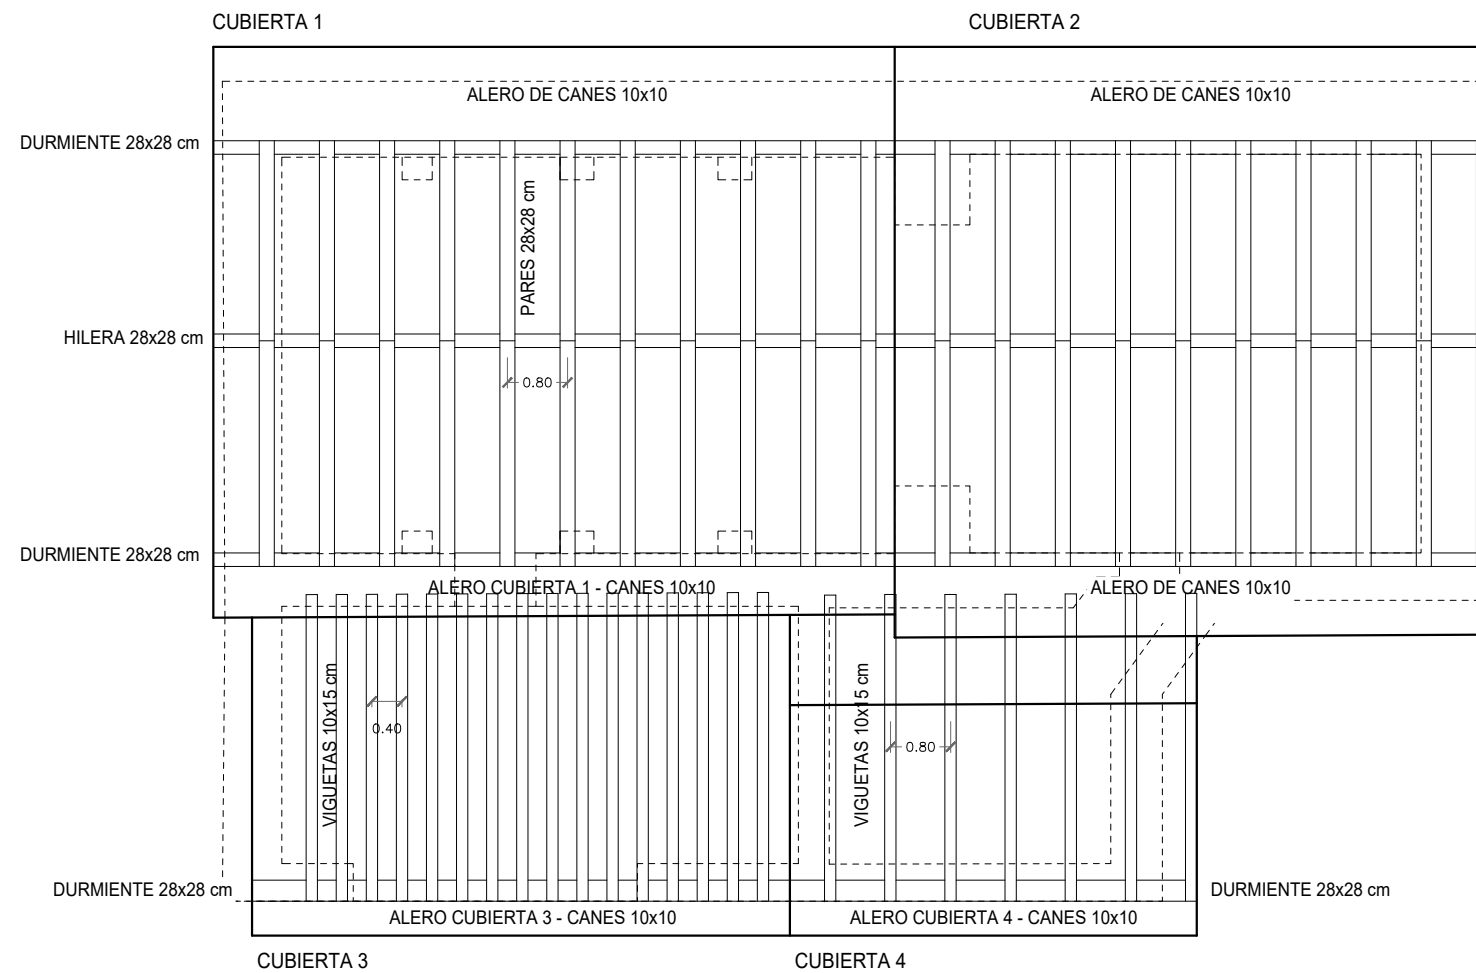 CUBIERTA 1
CUBIERTA 2
ALERO DE CANES 10x10
ALERO DE CANES 10x10
DURMIENTE 28x28 cm
PARES 28x28 cm
HILERA 28x28 cm
0.80
DURMIENTE 28x28 cm
ALERO CUBIERTA 1 - CANES 10x10
ALERO DE CANES 10x10
VIGUETAS 10x15 cm
0.40
VIGUETAS 10x15 cm
0.80
DURMIENTE 28x28 cm
DURMIENTE 28x28 cm
ALERO CUBIERTA 3 - CANES 10x10
ALERO CUBIERTA 4 - CANES 10x10
CUBIERTA 3
CUBIERTA 4